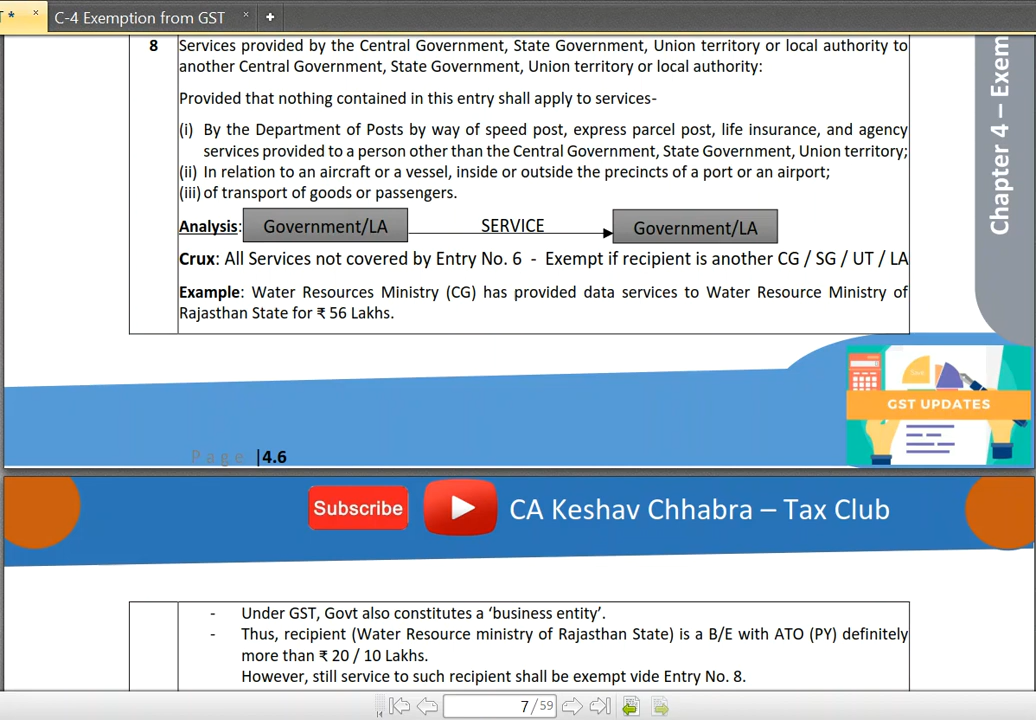 T *
×
C-4 Exemption from GST
×
+
8
Services provided by the Central Government, State Government, Union territory or local authority to
another Central Government, State Government, Union territory or local authority:
Provided that nothing contained in this entry shall apply to services-
(i) By the Department of Posts by way of speed post, express parcel post, life insurance, and agency
services provided to a person other than the Central Government, State Government, Union territory;
(ii) In relation to an aircraft or a vessel, inside or outside the precincts of a port or an airport;
(iii) of transport of goods or passengers.
Analysis: Government/LA SERVICE Government/LA
Crux: All Services not covered by Entry No. 6 - Exempt if recipient is another CG / SG / UT / LA
Example: Water Resources Ministry (CG) has provided data services to Water Resource Ministry of
Rajasthan State for ₹ 56 Lakhs.
Chapter 4 – Exem
GST UPDATES
Page |4.6
Subscribe
CA Keshav Chhabra – Tax Club
- Under GST, Govt also constitutes a ‘business entity’.
- Thus, recipient (Water Resource ministry of Rajasthan State) is a B/E with ATO (PY) definitely
more than ₹ 20 / 10 Lakhs.
However, still service to such recipient shall be exempt vide Entry No. 8.
7 /59